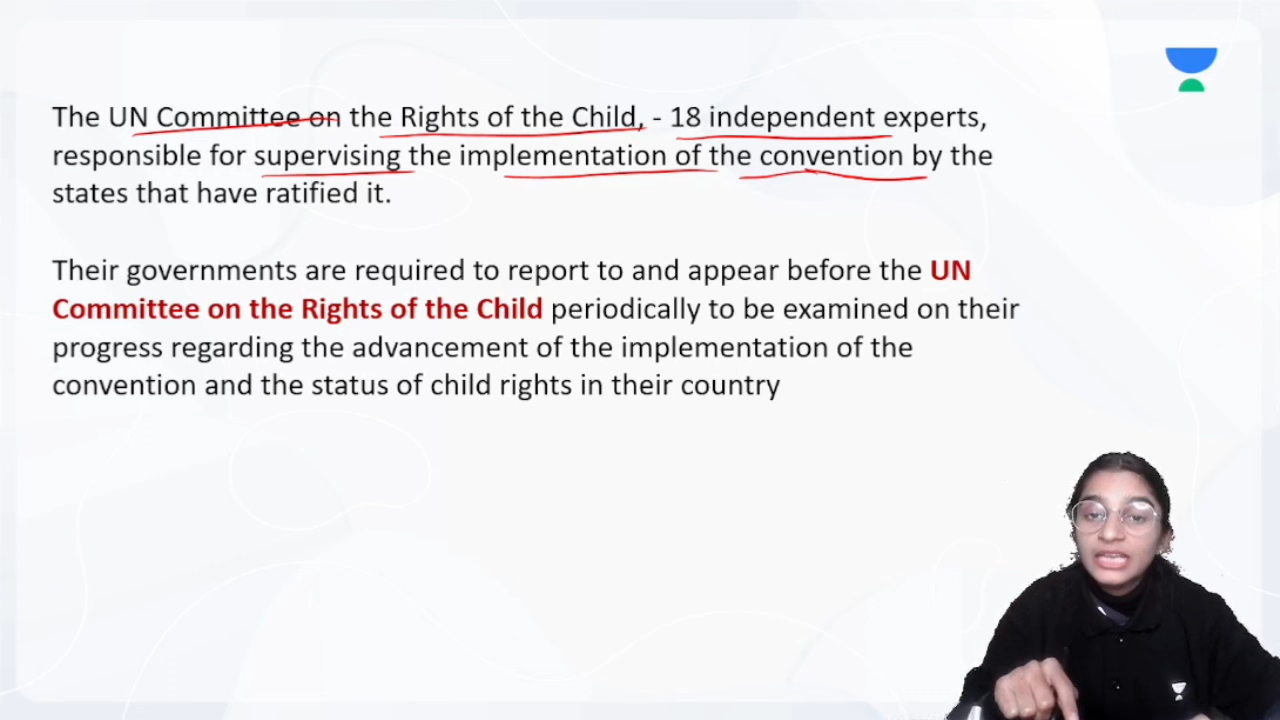 The UN Committee on the Rights of the Child, - 18 independent experts,
responsible for supervising the implementation of the convention by the
states that have ratified it.
Their governments are required to report to and appear before the UN
Committee on the Rights of the Child periodically to be examined on their
progress regarding the advancement of the implementation of the
convention and the status of child rights in their country